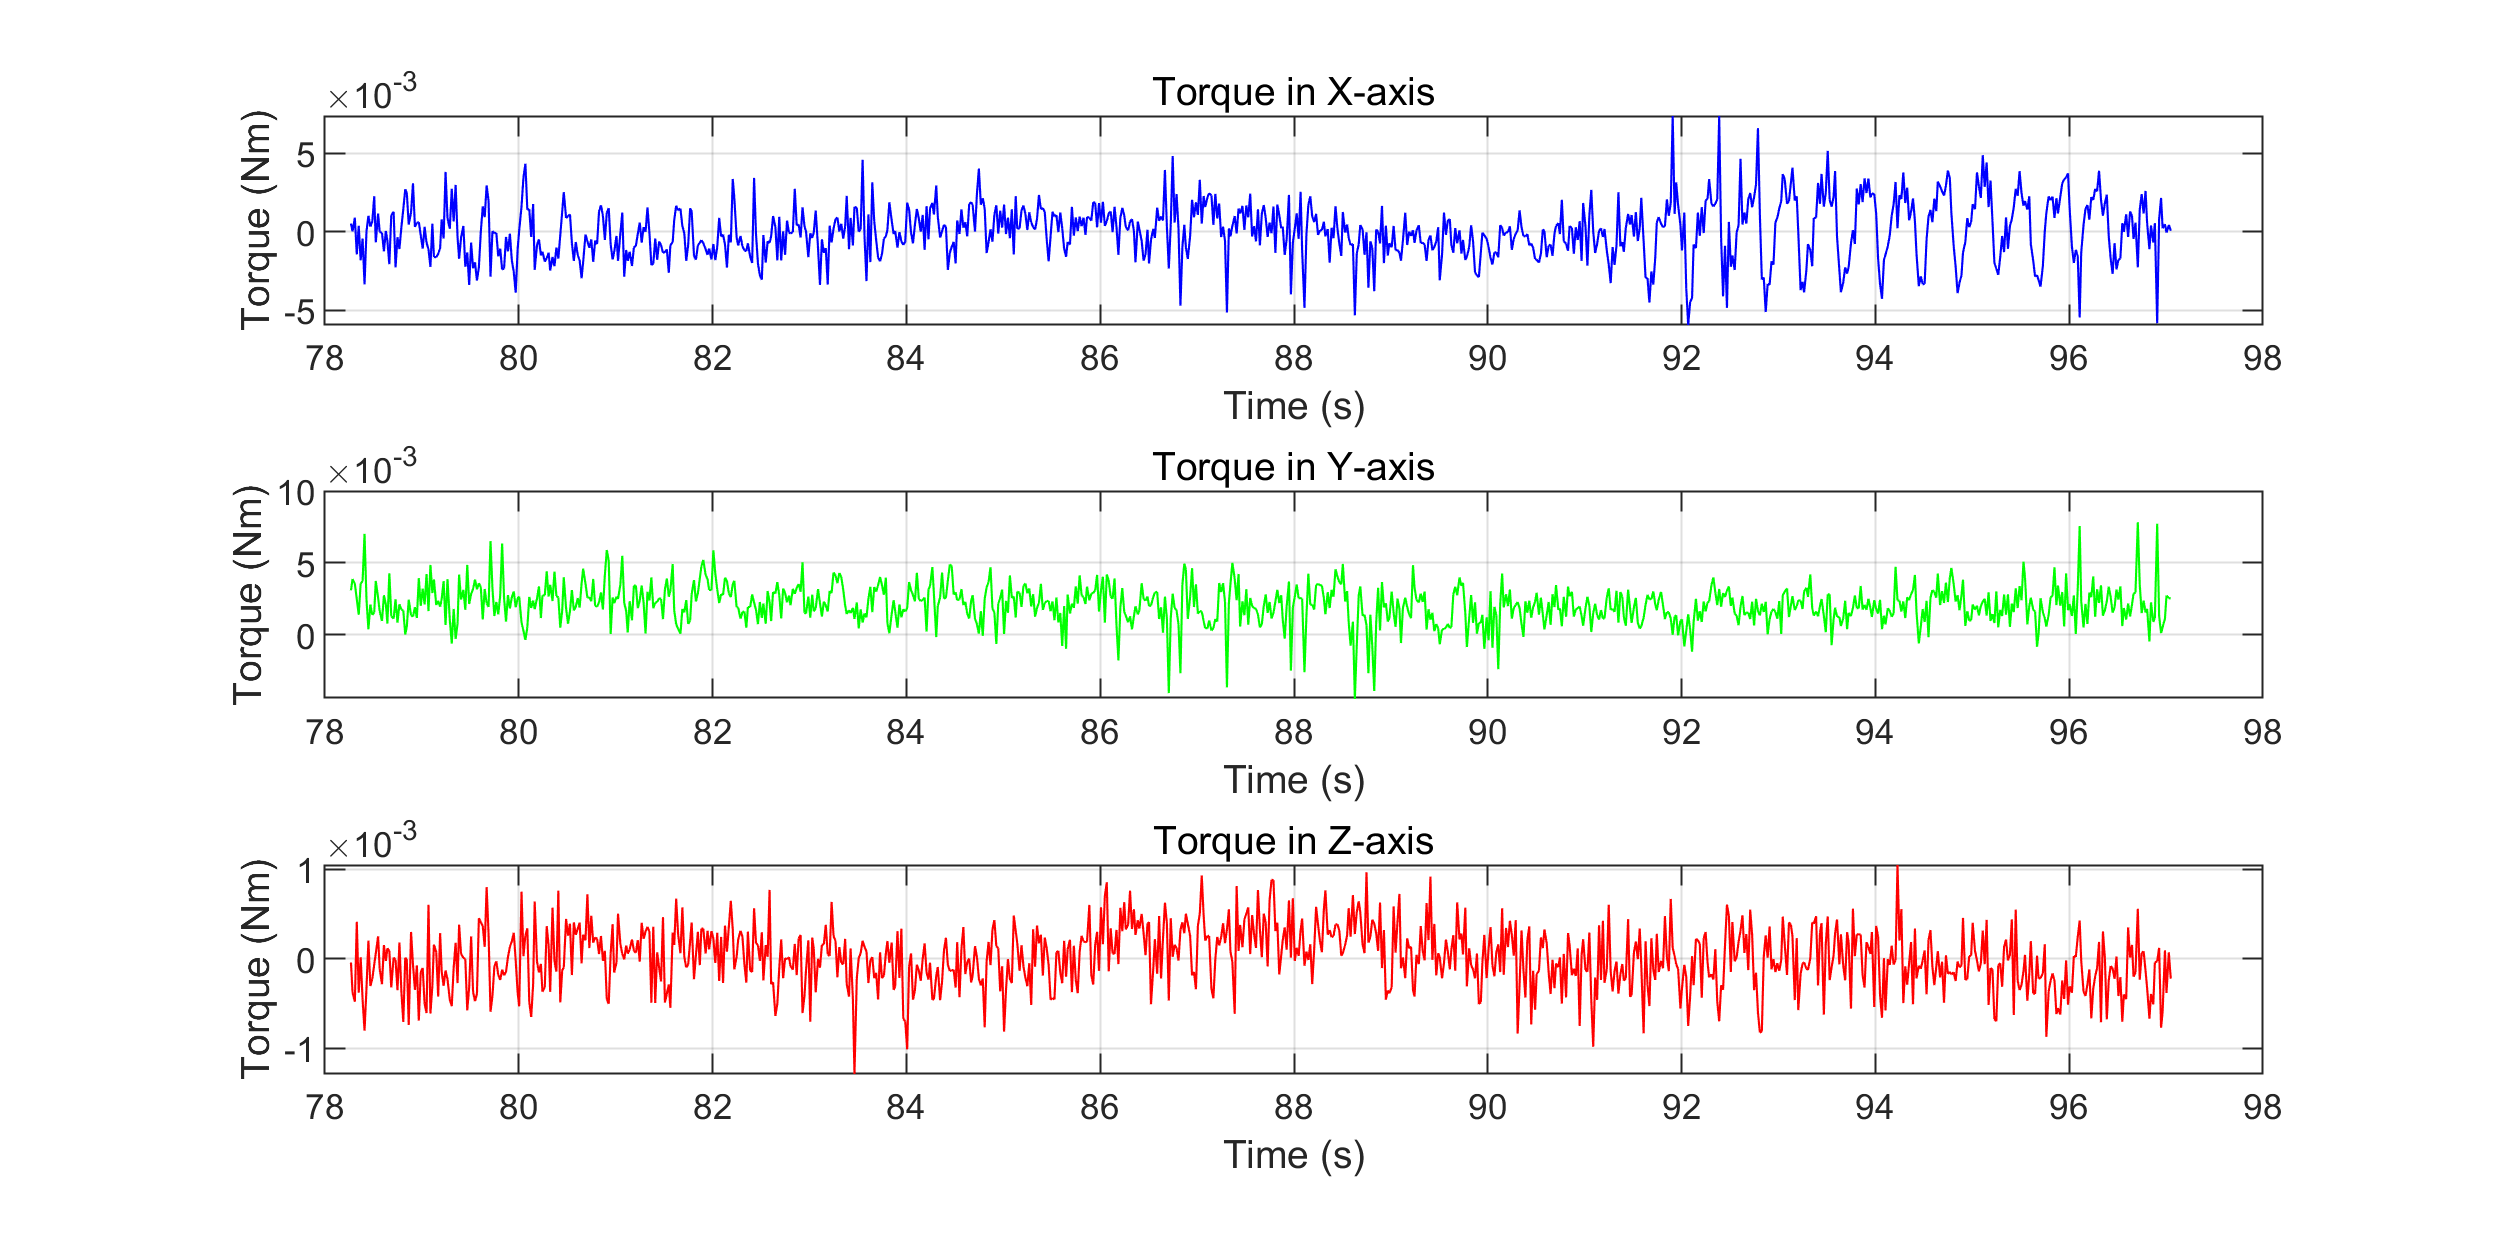 ×10-3
Torque in X-axis
Torque (Nm)
5
0
-5
78 80 82 84 86 88 90 92 94 96 98
Time (s)
×10-3
Torque in Y-axis
Torque (Nm)
10
5
0
78 80 82 84 86 88 90 92 94 96 98
Time (s)
×10-3
Torque in Z-axis
Torque (Nm)
1
0
-1
78 80 82 84 86 88 90 92 94 96 98
Time (s)